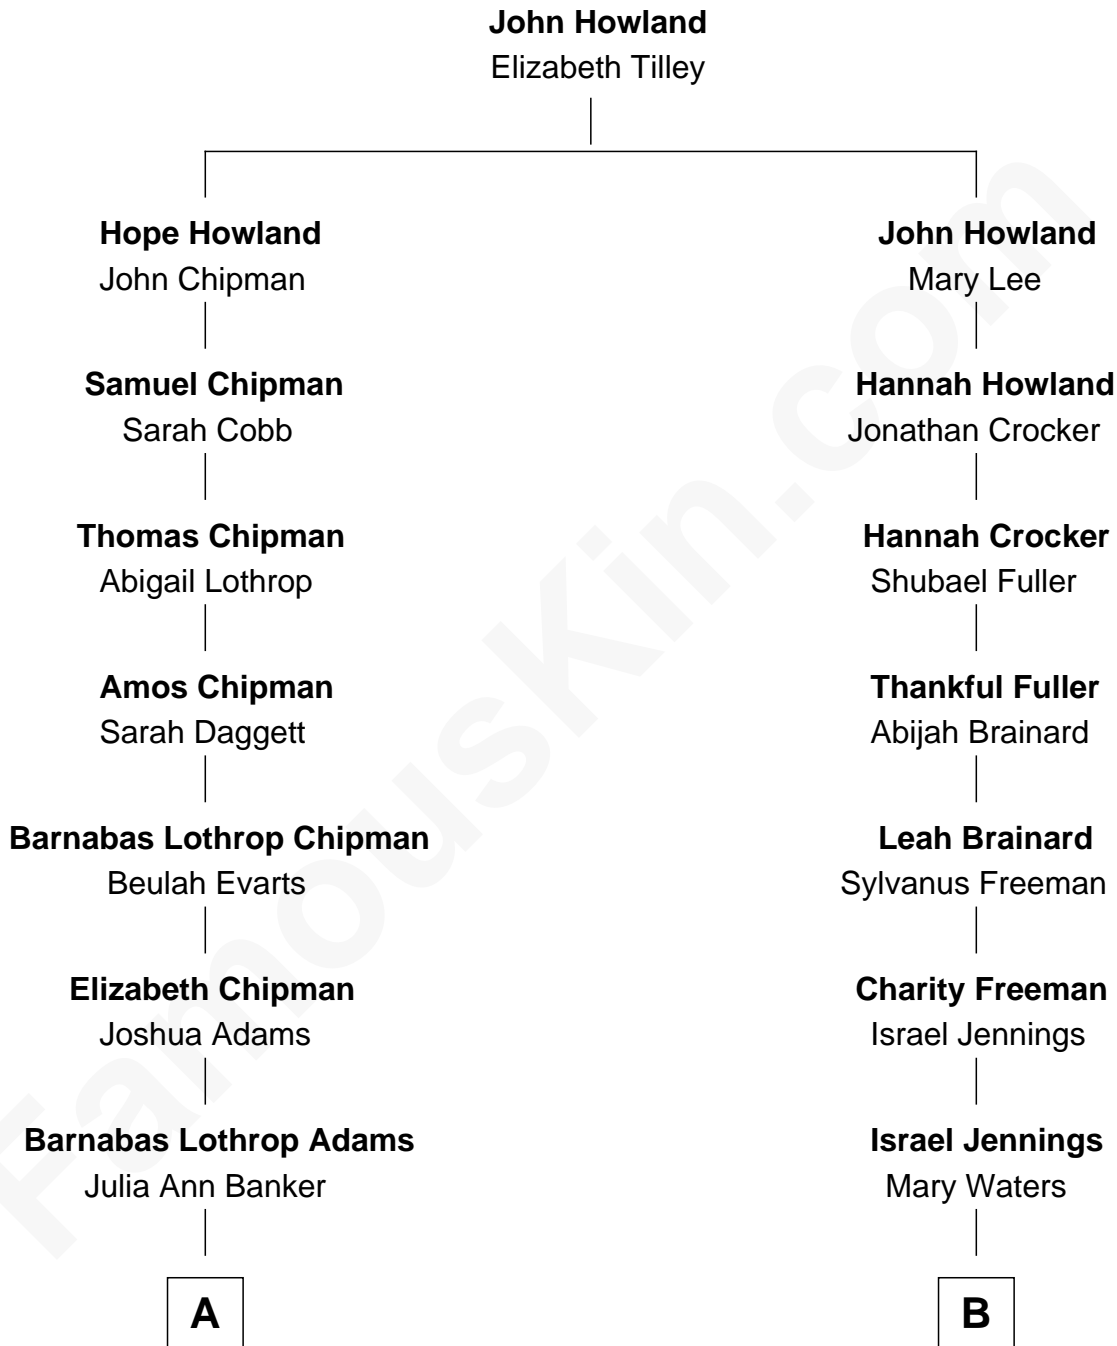 John Howland
Elizabeth Tilley
Hope Howland
John Chipman
John Howland
Mary Lee
Samuel Chipman
Sarah Cobb
Hannah Howland
Jonathan Crocker
Thomas Chipman
Abigail Lothrop
Hannah Crocker
Shubael Fuller
Amos Chipman
Sarah Daggett
Thankful Fuller
Abijah Brainard
Barnabas Lothrop Chipman
Beulah Evarts
Leah Brainard
Sylvanus Freeman
Elizabeth Chipman
Joshua Adams
Charity Freeman
Israel Jennings
Barnabas Lothrop Adams
Julia Ann Banker
Israel Jennings
Mary Waters
A
B
FamousKin.com